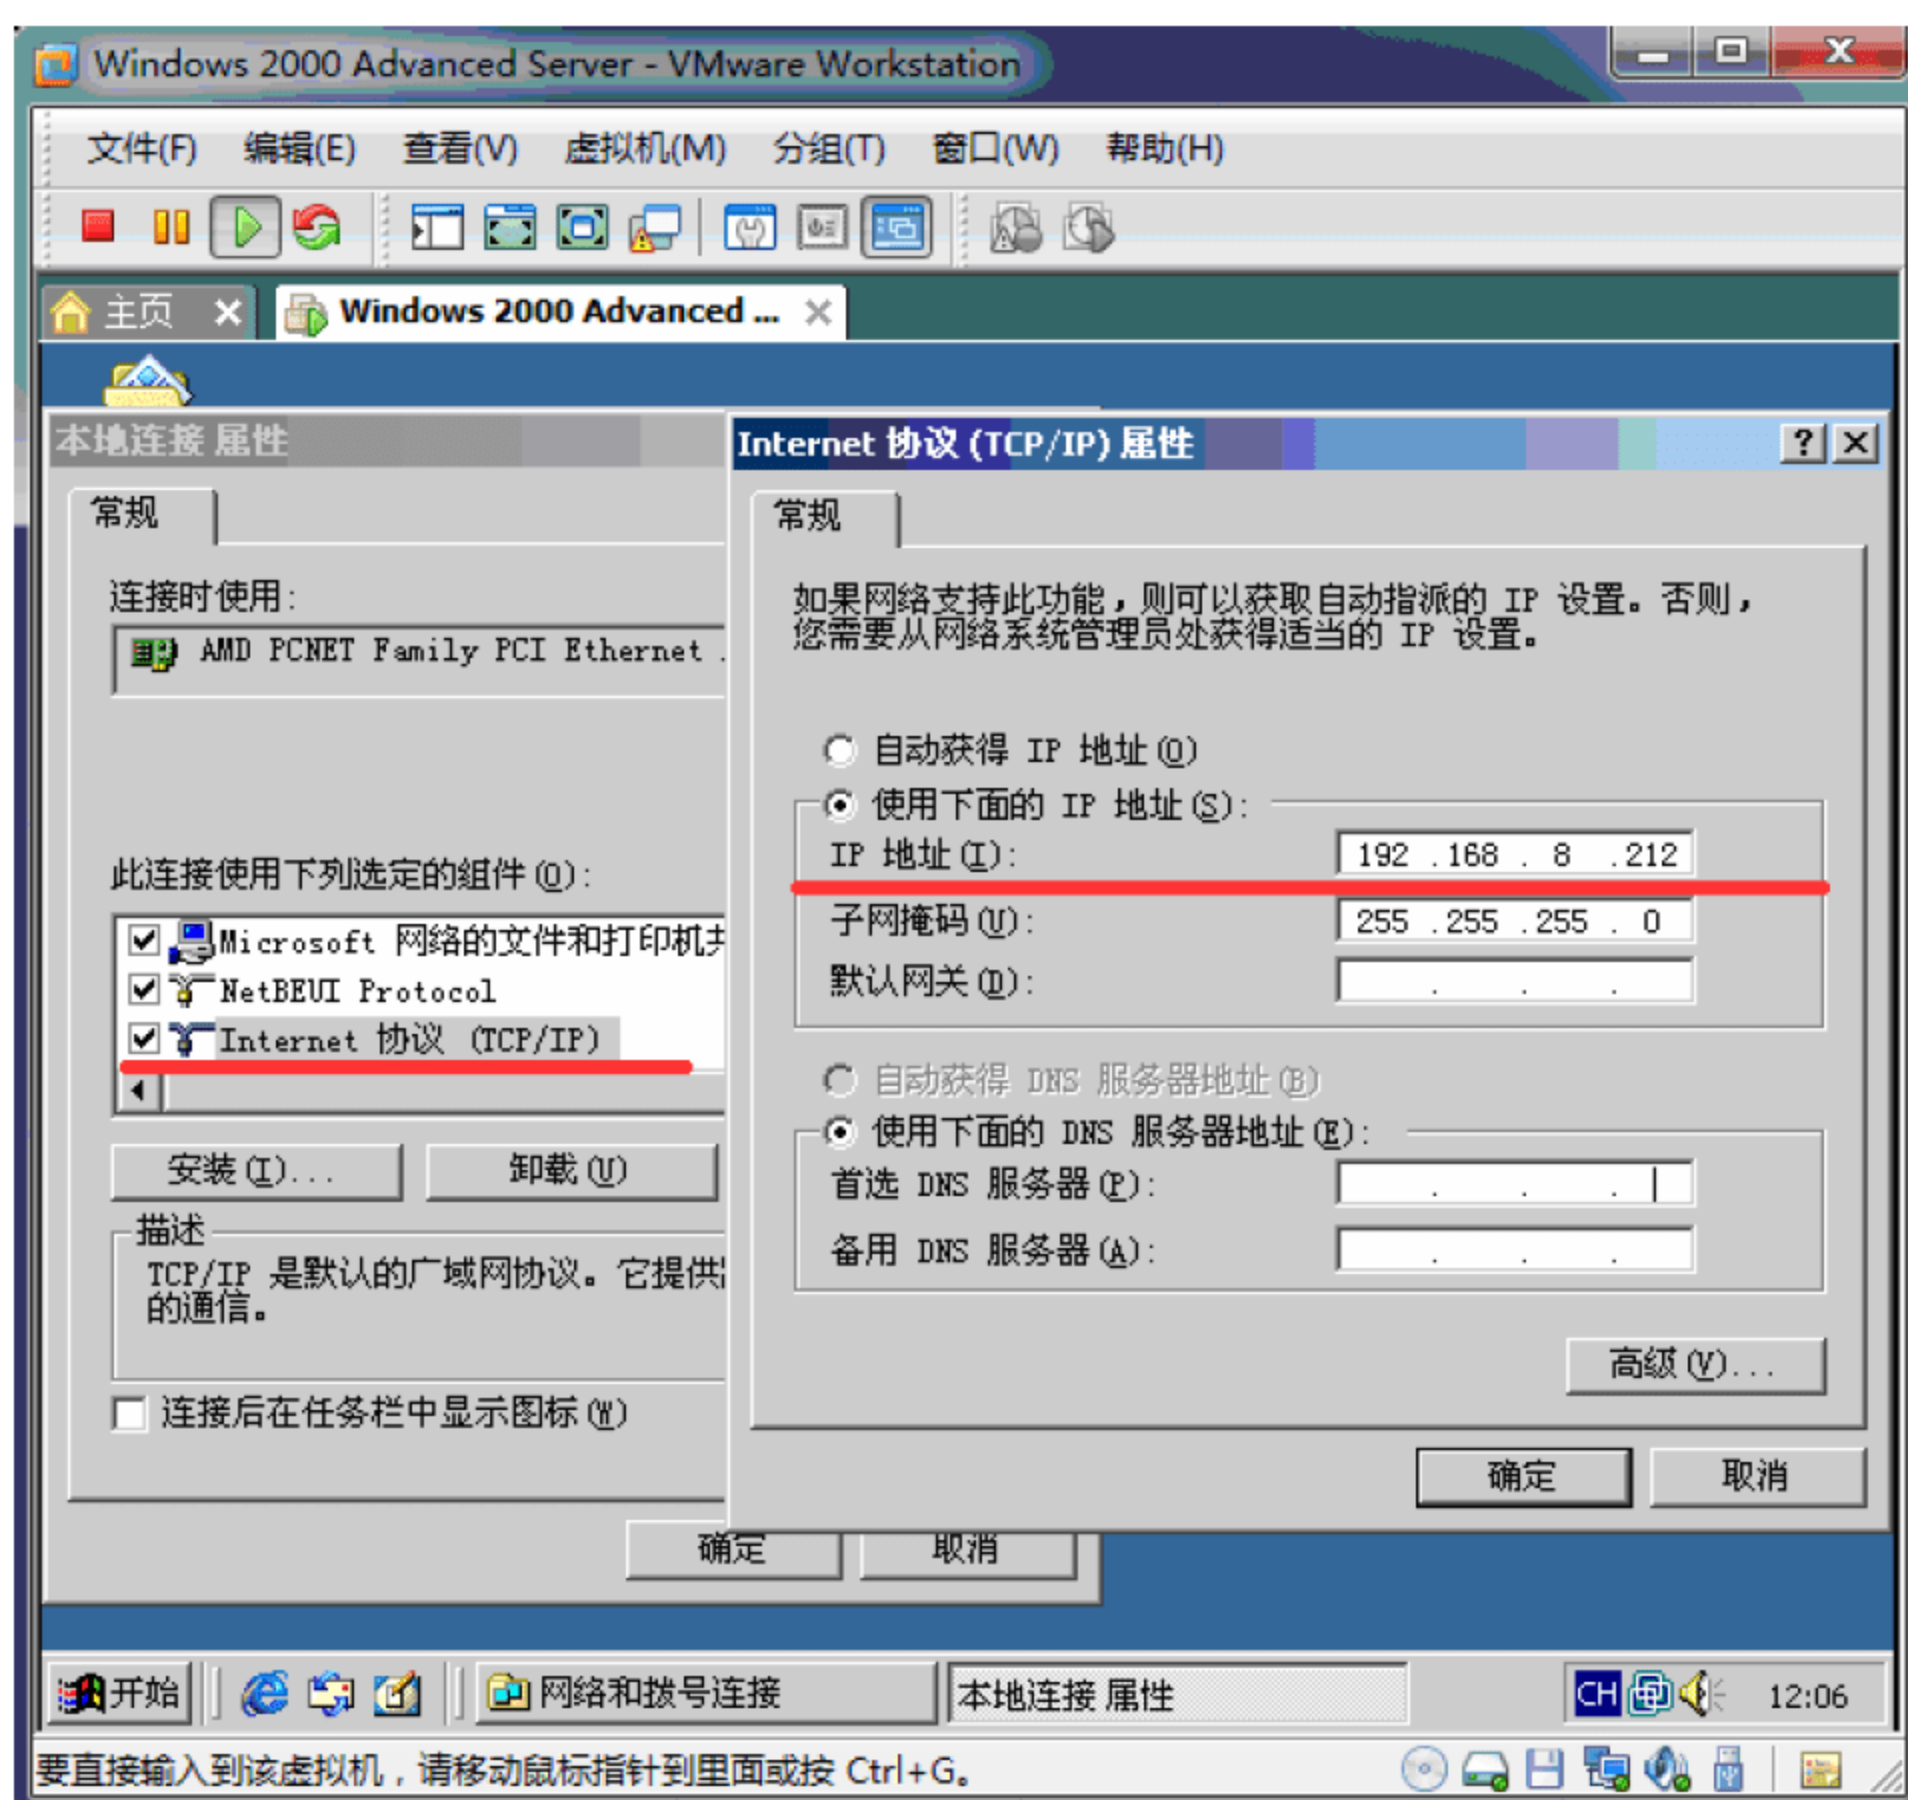 Windows 2000 Advanced Server - VMware Workstation
文件(F) 编辑(E) 查看(V) 虚拟机(M) 分组(T) 窗口(W) 帮助(H)
主页
Windows 2000 Advanced ...
本地连接 属性
常规
连接时使用:
AMD PCNET Family PCI Ethernet
此连接使用下列选定的组件(O):
Microsoft 网络的文件和打印机
NetBEUI Protocol
Internet 协议 (TCP/IP)
安装(I)... 卸载(U)
描述
TCP/IP 是默认的广域网协议。它提供
的通信。
连接后在任务栏中显示图标(W)
确定 取消
Internet 协议 (TCP/IP) 属性
常规
如果网络支持此功能，则可以获取自动指派的 IP 设置。否则，
您需要从网络系统管理员处获得适当的 IP 设置。
自动获得 IP 地址(O)
使用下面的 IP 地址(S):
IP 地址(I): 192 .168 . 8 .212
子网掩码(U): 255 .255 .255 . 0
默认网关(D): . . .
自动获得 DNS 服务器地址(B)
使用下面的 DNS 服务器地址(E):
首选 DNS 服务器(P): . . .
备用 DNS 服务器(A): . . .
高级(V)...
确定 取消
开始 网络和拨号连接 本地连接 属性 CH 12:06
要直接输入到该虚拟机，请移动鼠标指针到里面或按 Ctrl+G。